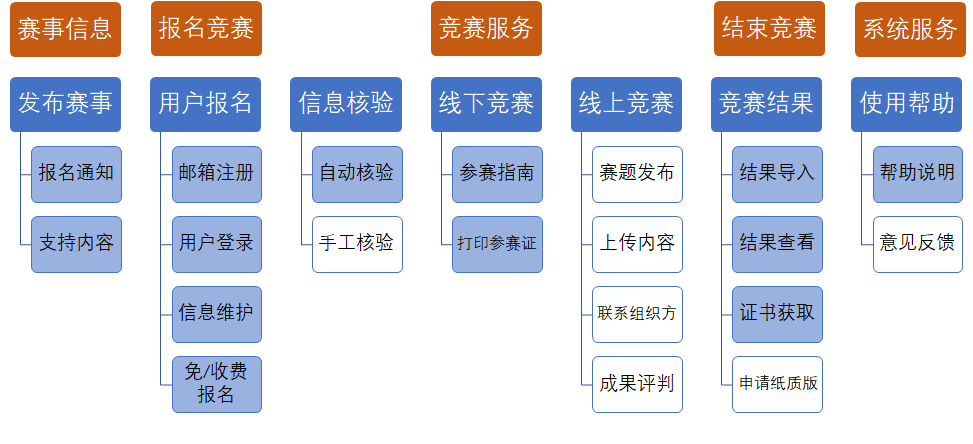 赛事信息
报名竞赛
竞赛服务
结束竞赛
系统服务
发布赛事
用户报名
信息核验
线下竞赛
线上竞赛
竞赛结果
使用帮助
报名通知
邮箱注册
自动核验
参赛指南
赛题发布
结果导入
帮助说明
支持内容
用户登录
手工核验
打印参赛证
上传内容
结果查看
意见反馈
信息维护
联系组织方
证书获取
免/收费
报名
成果评判
申请纸质版